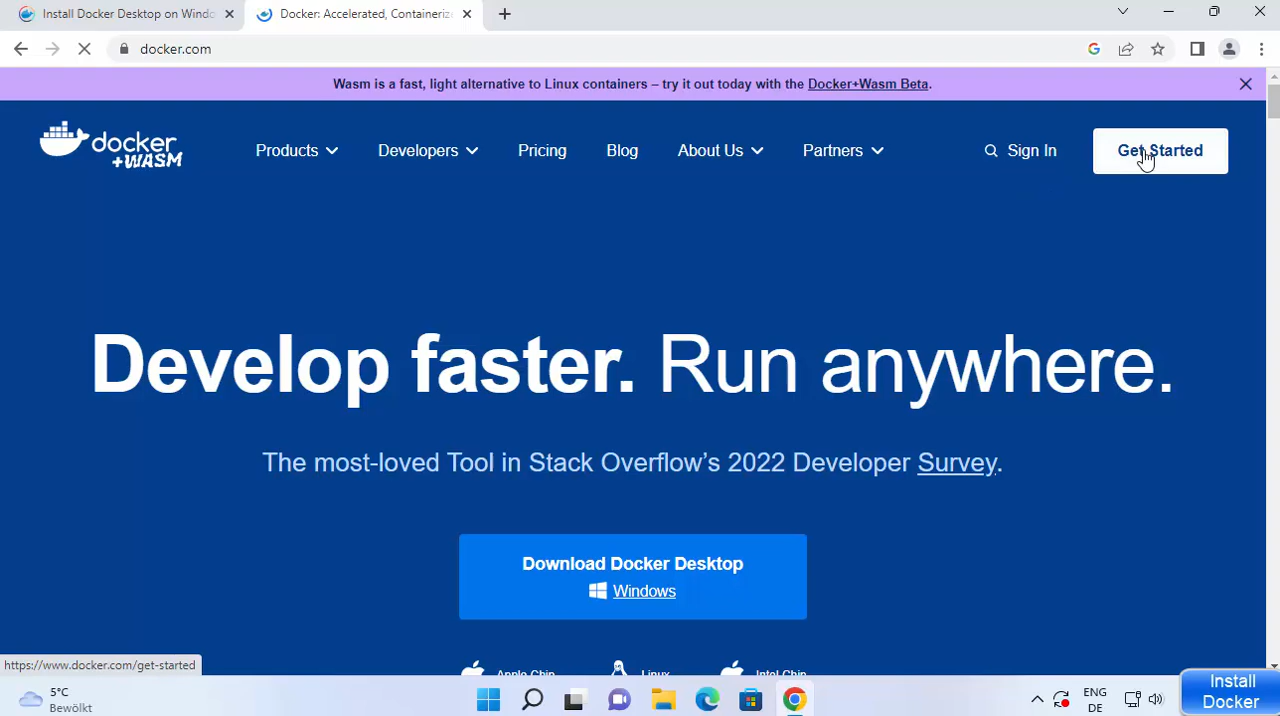 Install Docker Desktop on Windo
Docker: Accelerated, Containeriz
docker.com
Wasm is a fast, light alternative to Linux containers – try it out today with the Docker+Wasm Beta.
docker
+WASM
Products
Developers
Pricing
Blog
About Us
Partners
Sign In
Get Started
Develop faster. Run anywhere.
The most-loved Tool in Stack Overflow’s 2022 Developer Survey.
Download Docker Desktop
Windows
Apple Chip
Linux
Intel Chip
https://www.docker.com/get-started
5°C
Bewölkt
ENG
DE
Install
Docker